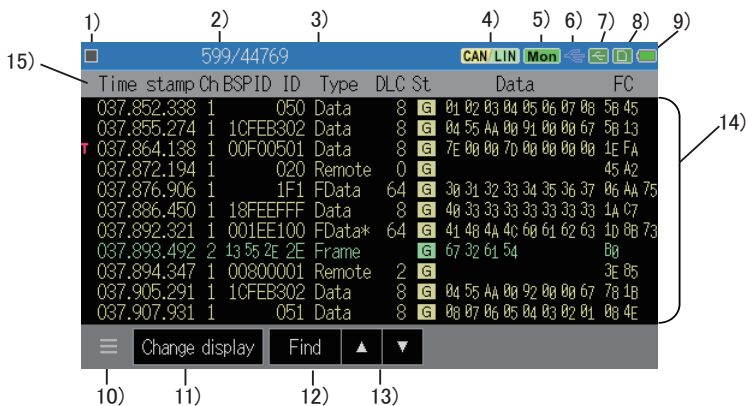 1) 2) 3) 4) 5) 6) 7) 8) 9)
599/44769 CAN/LIN Mon
15)
Time stamp Ch BSPID ID Type DLC St Data FC
037.852.338 1 050 Data 8 G 01 02 03 04 05 06 07 08 5B 45
037.855.274 1 1CFEB302 Data 8 G 04 55 AA 00 91 00 00 67 5B 13
T 037.864.138 1 00F00501 Data 8 G 7E 00 00 7D 00 00 00 00 1E FA
037.872.194 1 020 Remote 0 G 45 A2
037.876.906 1 1F1 FData 64 G 30 31 32 33 34 35 36 37 06 AA 75
037.886.450 1 18FEEFFF Data 8 G 40 33 33 33 33 33 33 33 1A C7
037.892.321 1 001EE100 FData* 64 G 41 48 4A 4C 60 61 62 63 1D 8B 73
037.893.492 2 13 55 2E 2E Frame G 67 32 61 54 B0
037.894.347 1 00800001 Remote 2 G 3E 85
037.905.291 1 1CFEB302 Data 8 G 04 55 AA 00 92 00 00 67 78 1B
037.907.931 1 051 Data 8 G 08 07 06 05 04 03 02 01 08 4E
14)
Change display Find ▲ ▼
10) 11) 12) 13)